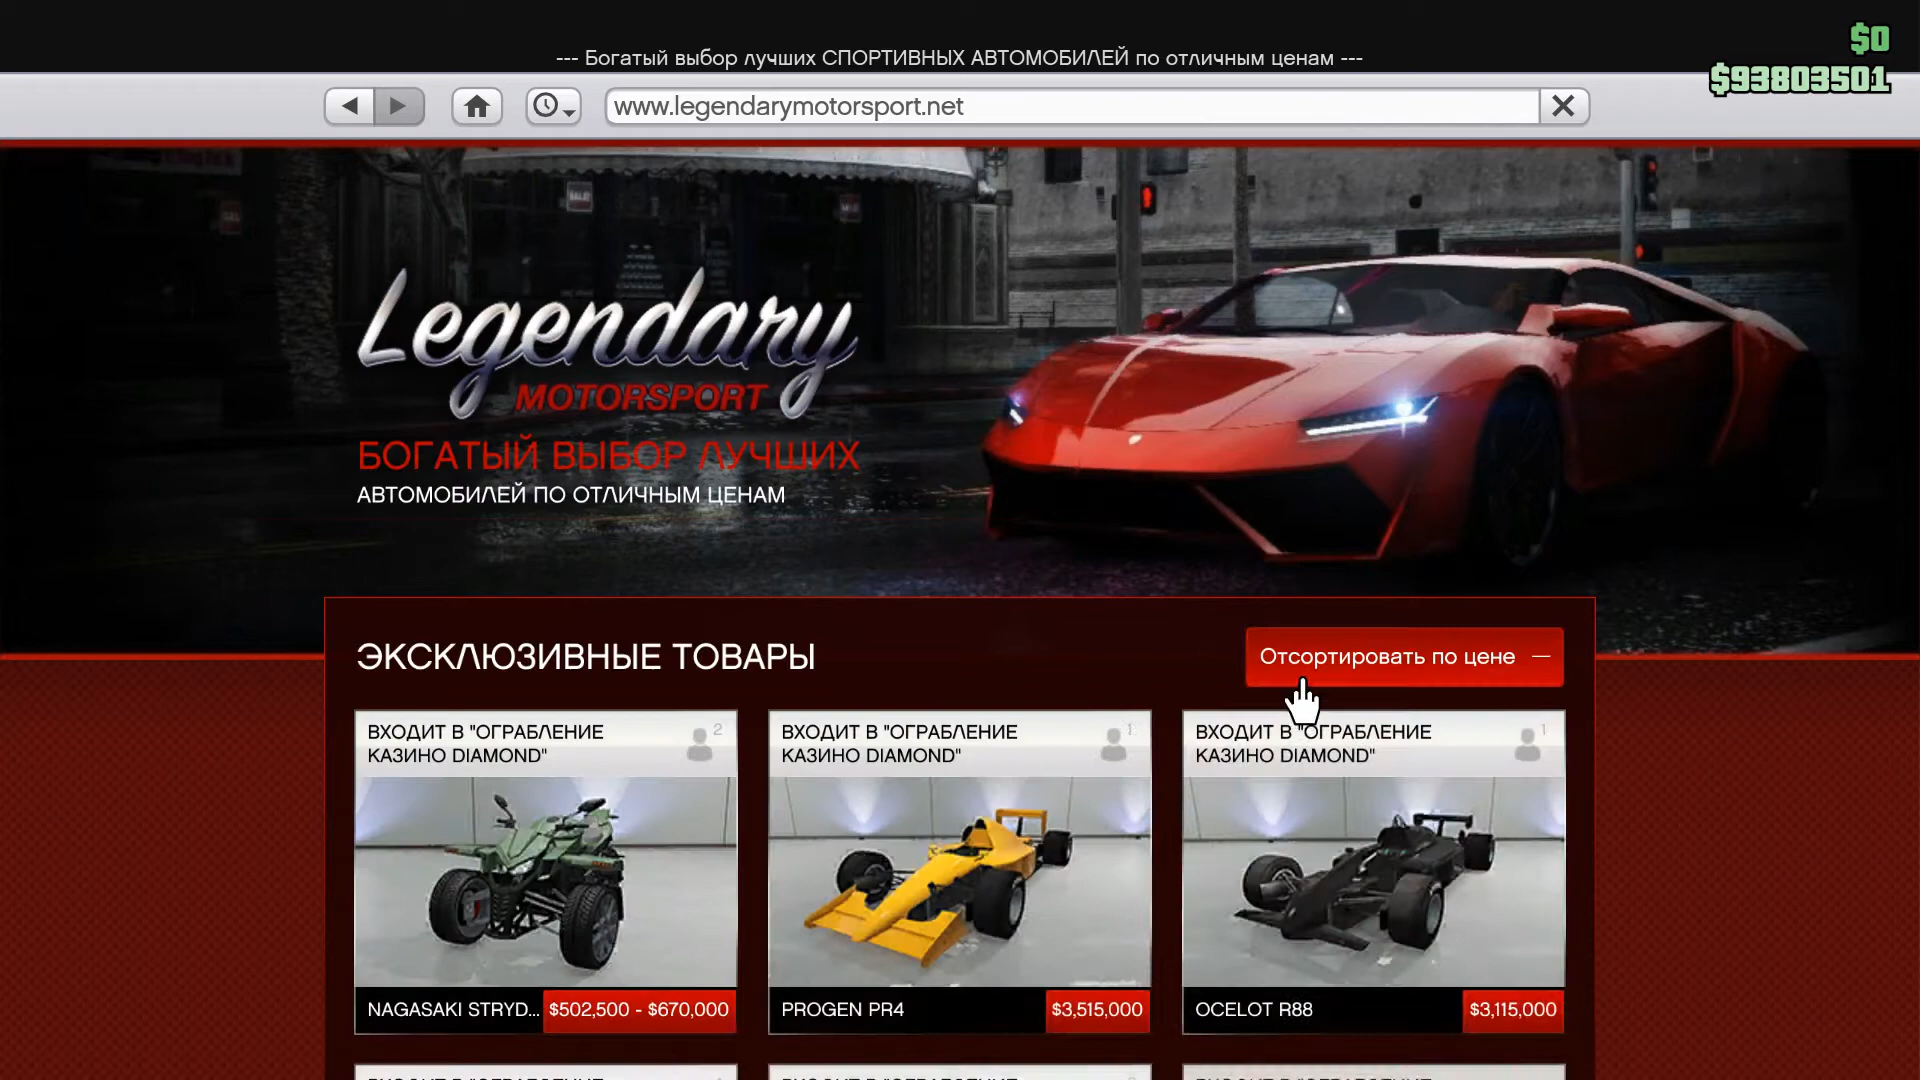 --- Богатый выбор лучших СПОРТИВНЫХ АВТОМОБИЛЕЙ по отличным ценам ---
$0
$93803501
www.legendarymotorsport.net
Legendary
MOTORSPORT
БОГАТЫЙ ВЫБОР ЛУЧШИХ
АВТОМОБИЛЕЙ ПО ОТЛИЧНЫМ ЦЕНАМ
ЭКСКЛЮЗИВНЫЕ ТОВАРЫ
Отсортировать по цене —
ВХОДИТ В "ОГРАБЛЕНИЕ
КАЗИНО DIAMOND"
2
NAGASAKI STRYD... $502,500 - $670,000
ВХОДИТ В "ОГРАБЛЕНИЕ
КАЗИНО DIAMOND"
1
PROGEN PR4 $3,515,000
ВХОДИТ В "ОГРАБЛЕНИЕ
КАЗИНО DIAMOND"
1
OCELOT R88 $3,115,000